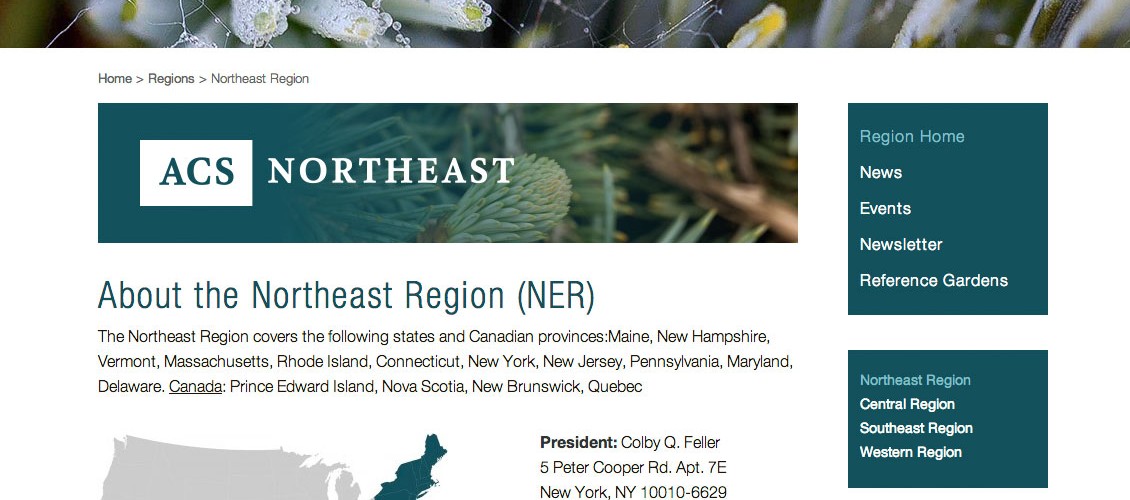 Home > Regions > Northeast Region
ACS NORTHEAST
About the Northeast Region (NER)
The Northeast Region covers the following states and Canadian provinces:Maine, New Hampshire,
Vermont, Massachusetts, Rhode Island, Connecticut, New York, New Jersey, Pennsylvania, Maryland,
Delaware. Canada: Prince Edward Island, Nova Scotia, New Brunswick, Quebec
President: Colby Q. Feller
5 Peter Cooper Rd. Apt. 7E
New York, NY 10010-6629
Region Home
News
Events
Newsletter
Reference Gardens
Northeast Region
Central Region
Southeast Region
Western Region